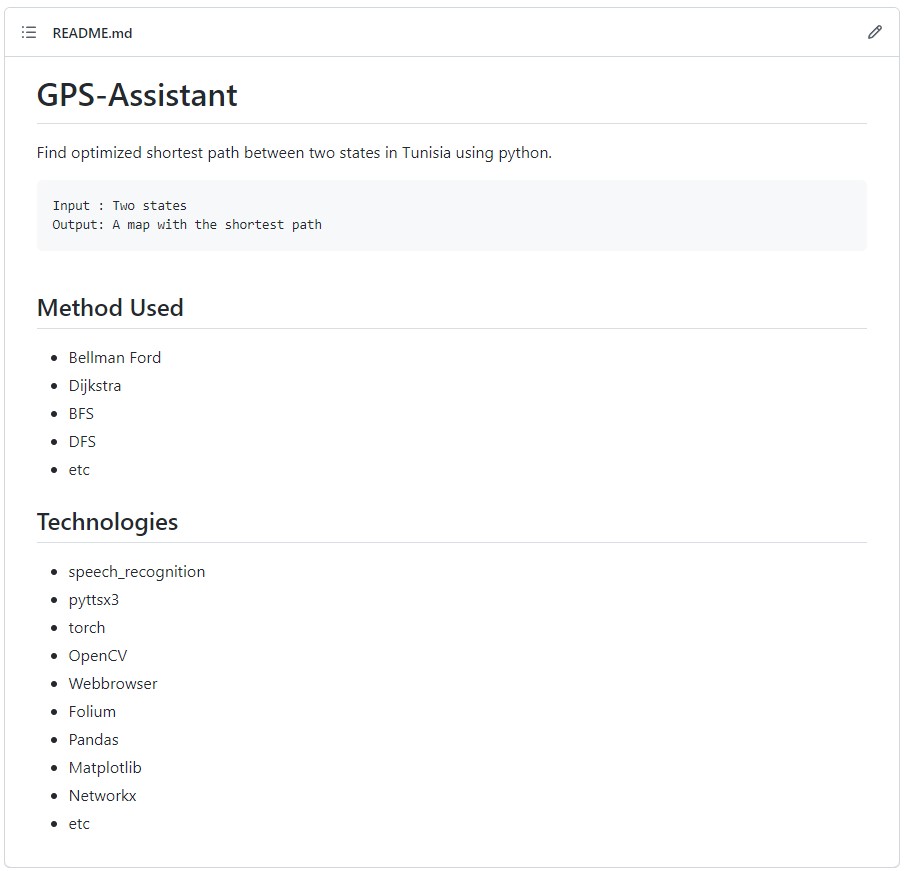 README.md
GPS-Assistant
Find optimized shortest path between two states in Tunisia using python.
Input : Two states
Output: A map with the shortest path
Method Used
Bellman Ford
Dijkstra
BFS
DFS
etc
Technologies
speech_recognition
pyttsx3
torch
OpenCV
Webbrowser
Folium
Pandas
Matplotlib
Networkx
etc